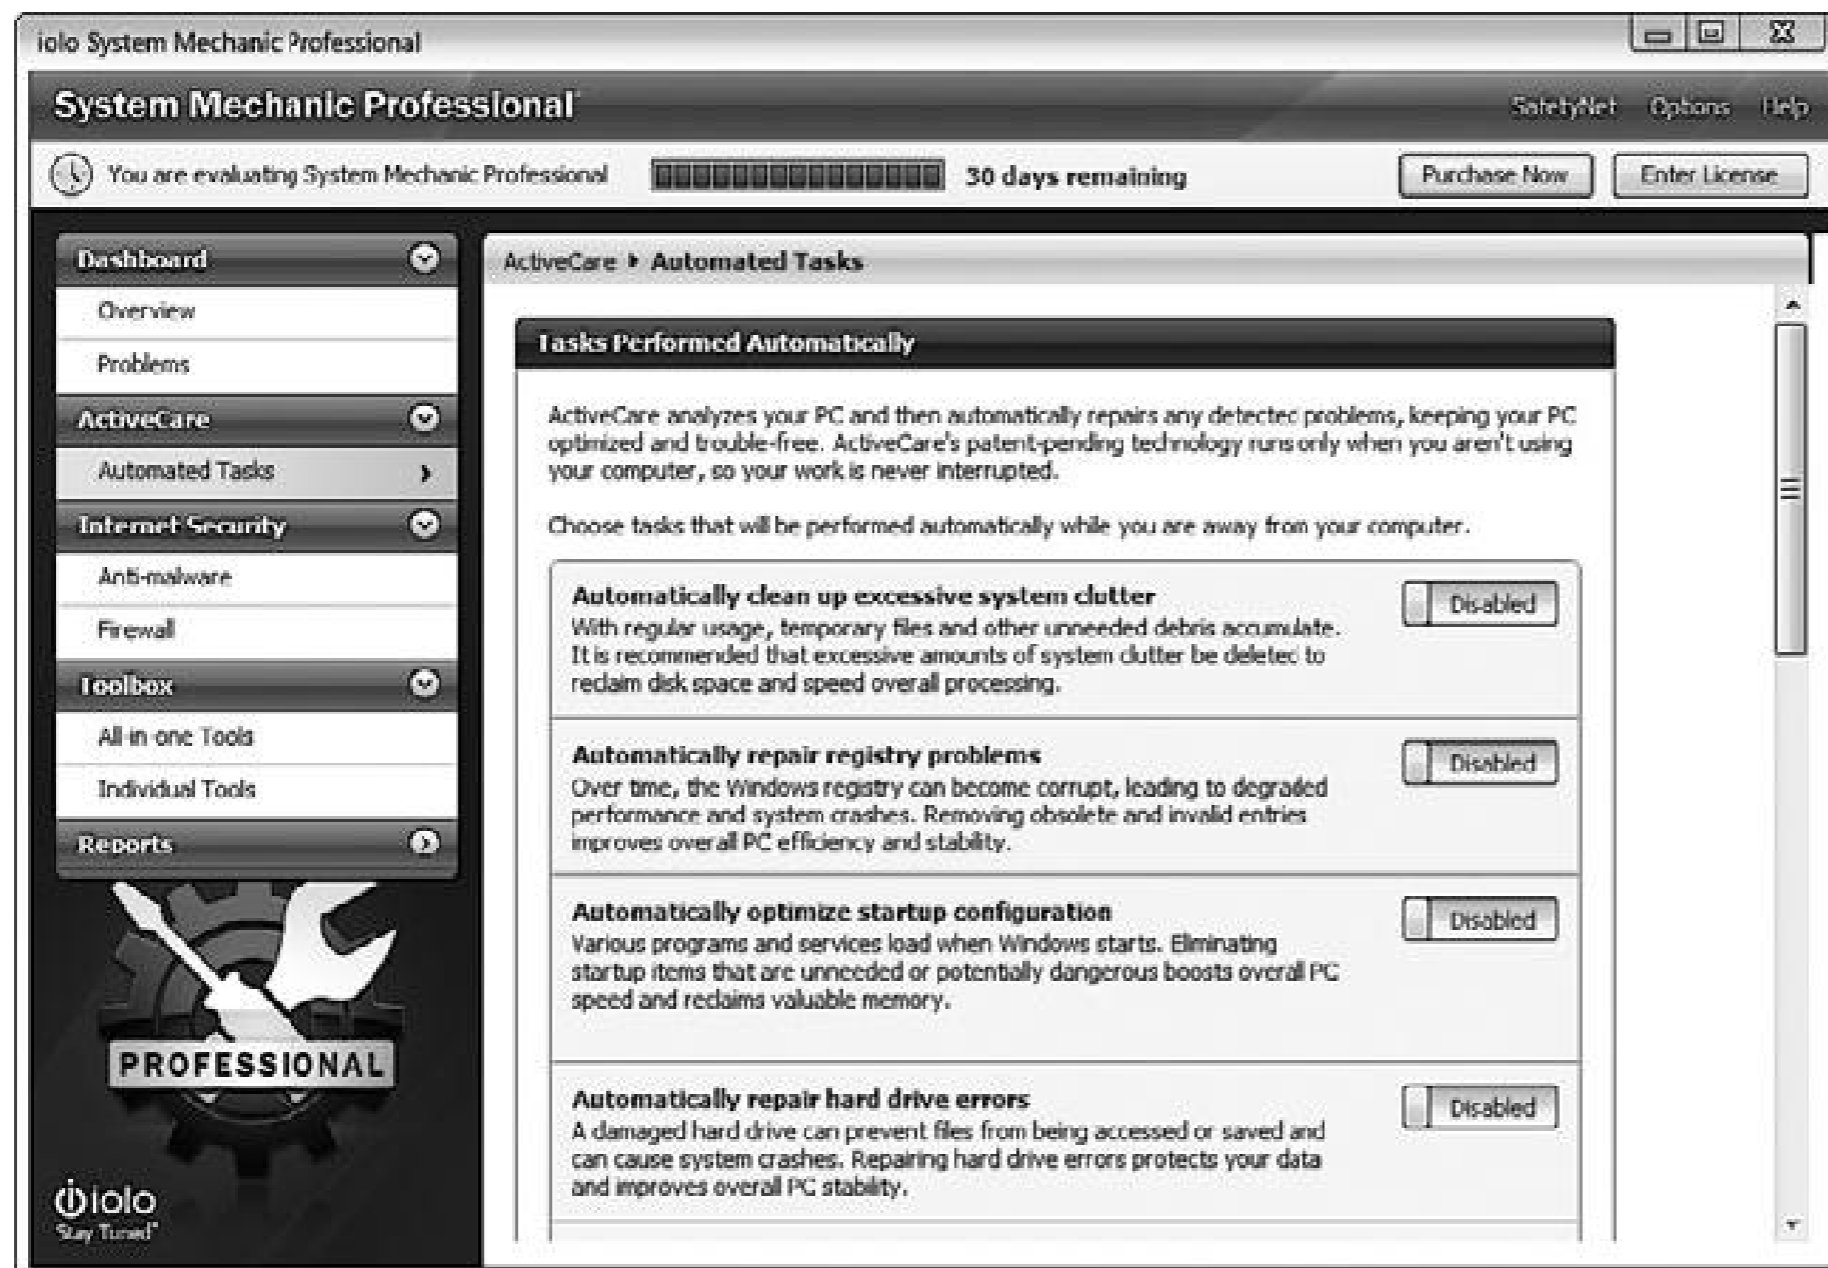 iolo System Mechanic Professional
System Mechanic Professional
SafetyNet Options Help
You are evaluating System Mechanic Professional 30 days remaining Purchase Now Enter License
Dashboard
Overview
Problems
ActiveCare
Automated Tasks
Internet Security
Anti-malware
Firewall
Toolbox
All-in-one Tools
Individual Tools
Reports
PROFESSIONAL
iolo
Stay Tuned
ActiveCare Automated Tasks
Tasks Performed Automatically
ActiveCare analyzes your PC and then automatically repairs any detected problems, keeping your PC
optimized and trouble-free. ActiveCare's patent-pending technology runs only when you aren't using
your computer, so your work is never interrupted.
Choose tasks that will be performed automatically while you are away from your computer.
Automatically clean up excessive system clutter
Disabled
With regular usage, temporary files and other unneeded debris accumulate.
It is recommended that excessive amounts of system clutter be deleted to
reclaim disk space and speed overall processing.
Automatically repair registry problems
Disabled
Over time, the Windows registry can become corrupt, leading to degraded
performance and system crashes. Removing obsolete and invalid entries
improves overall PC efficiency and stability.
Automatically optimize startup configuration
Disabled
Various programs and services load when Windows starts. Eliminating
startup items that are unneeded or potentially dangerous boosts overall PC
speed and reclaims valuable memory.
Automatically repair hard drive errors
Disabled
A damaged hard drive can prevent files from being accessed or saved and
can cause system crashes. Repairing hard drive errors protects your data
and improves overall PC stability.